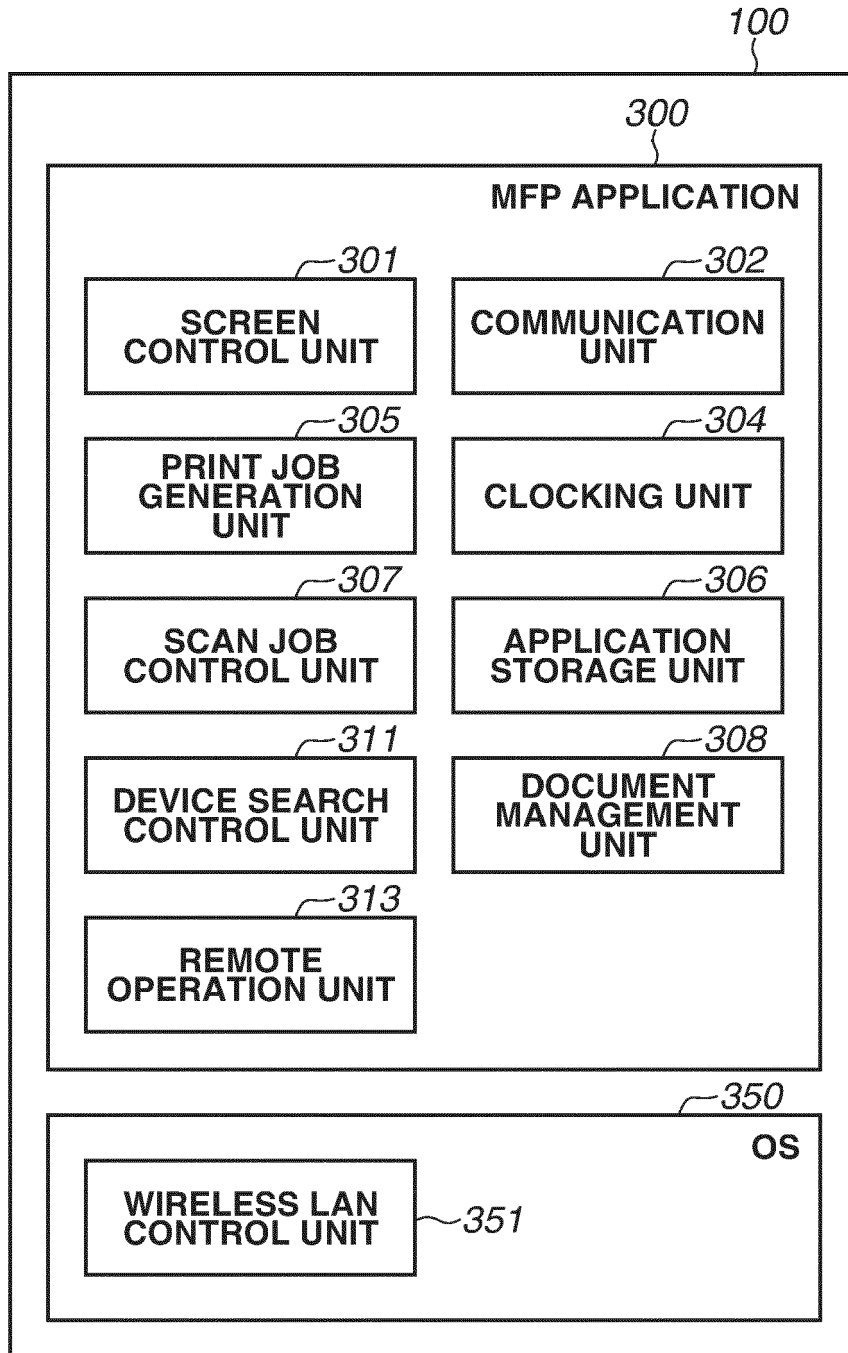 100
300
MFP APPLICATION
301
302
SCREEN
CONTROL UNIT
COMMUNICATION
UNIT
305
304
PRINT JOB
GENERATION
UNIT
CLOCKING UNIT
307
306
SCAN JOB
CONTROL UNIT
APPLICATION
STORAGE UNIT
311
308
DEVICE SEARCH
CONTROL UNIT
DOCUMENT
MANAGEMENT
UNIT
313
REMOTE
OPERATION UNIT
350
OS
WIRELESS LAN
CONTROL UNIT
351